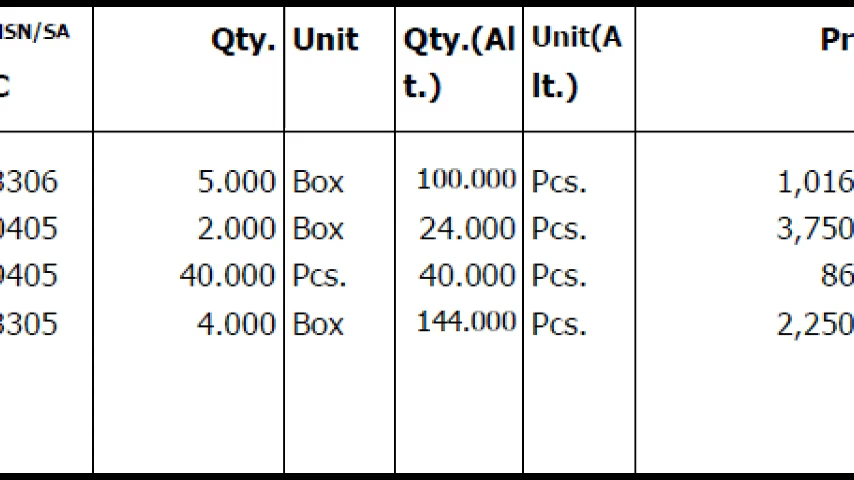 HSN/SA Qty. Unit Qty.(Al Unit(A Pr
C t.) lt.)
3306 5.000 Box 100.000 Pcs. 1,016
0405 2.000 Box 24.000 Pcs. 3,750
0405 40.000 Pcs. 40.000 Pcs. 86
3305 4.000 Box 144.000 Pcs. 2,250